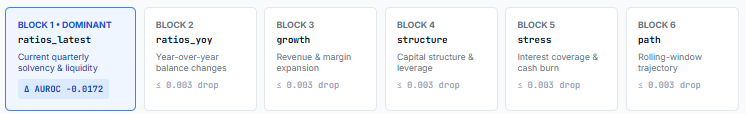 BLOCK 1 • DOMINANT
ratios_latest
Current quarterly
solvency & liquidity
Δ AUROC -0.0172
BLOCK 2
ratios_yoy
Year-over-year
balance changes
≤ 0.003 drop
BLOCK 3
growth
Revenue & margin
expansion
≤ 0.003 drop
BLOCK 4
structure
Capital structure &
leverage
≤ 0.003 drop
BLOCK 5
stress
Interest coverage &
cash burn
≤ 0.003 drop
BLOCK 6
path
Rolling-window
trajectory
≤ 0.003 drop